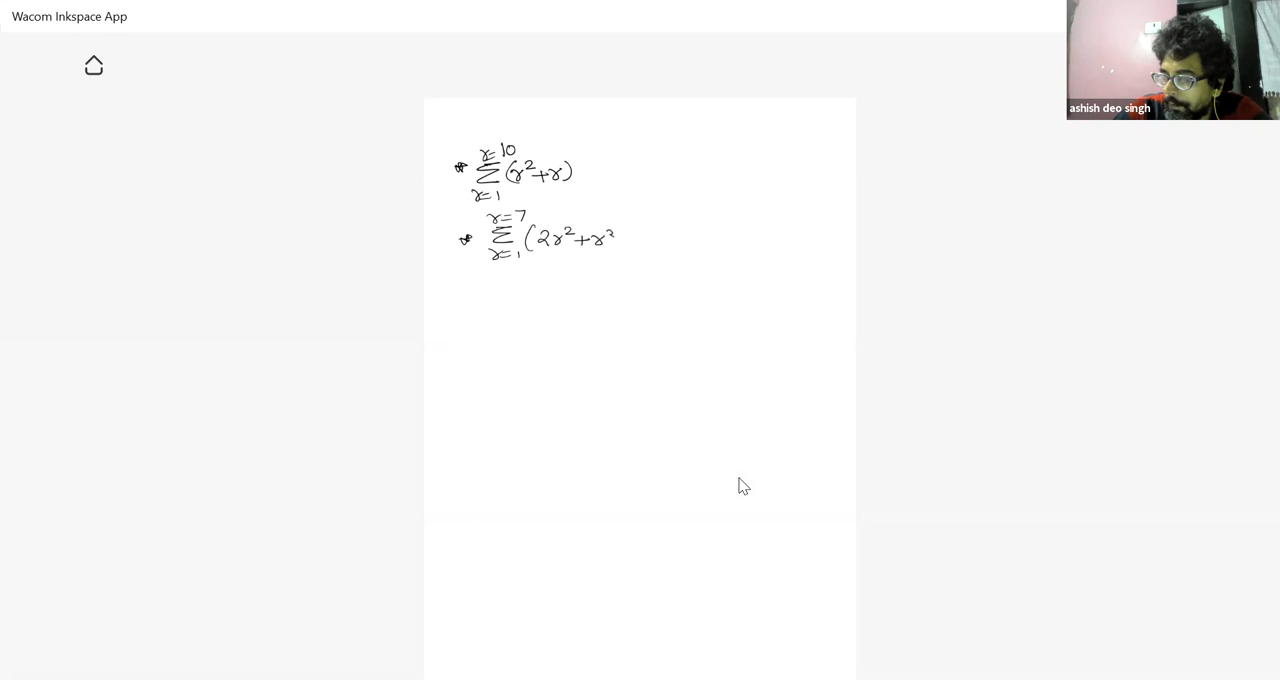 Wacom Inkspace App
ashish deo singh
* r=10
∑(r²+r)
r=1
* r=7
∑(2r²+r³
r=1